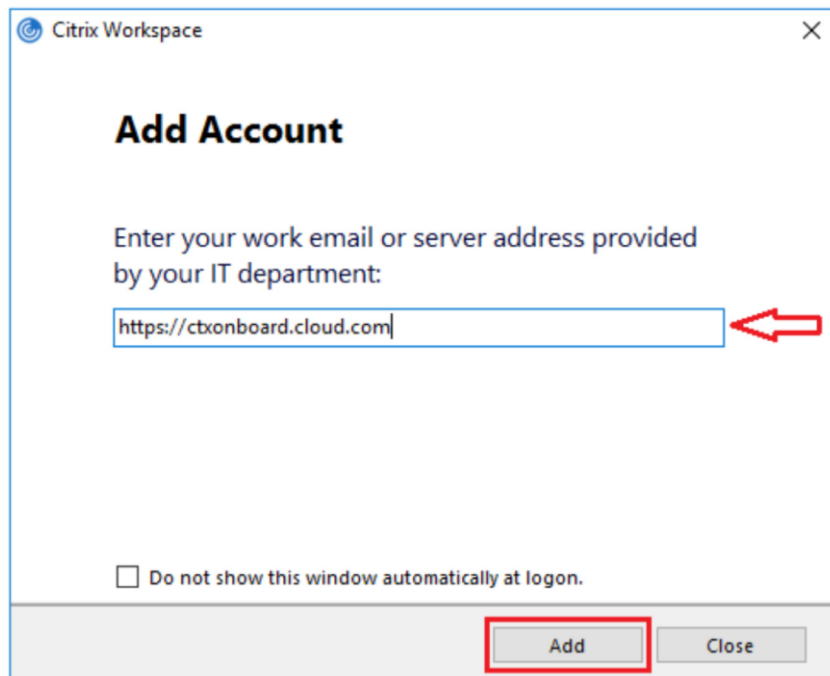 Citrix Workspace
Add Account
Enter your work email or server address provided
by your IT department:
https://ctxonboard.cloud.com
Do not show this window automatically at logon.
Add
Close